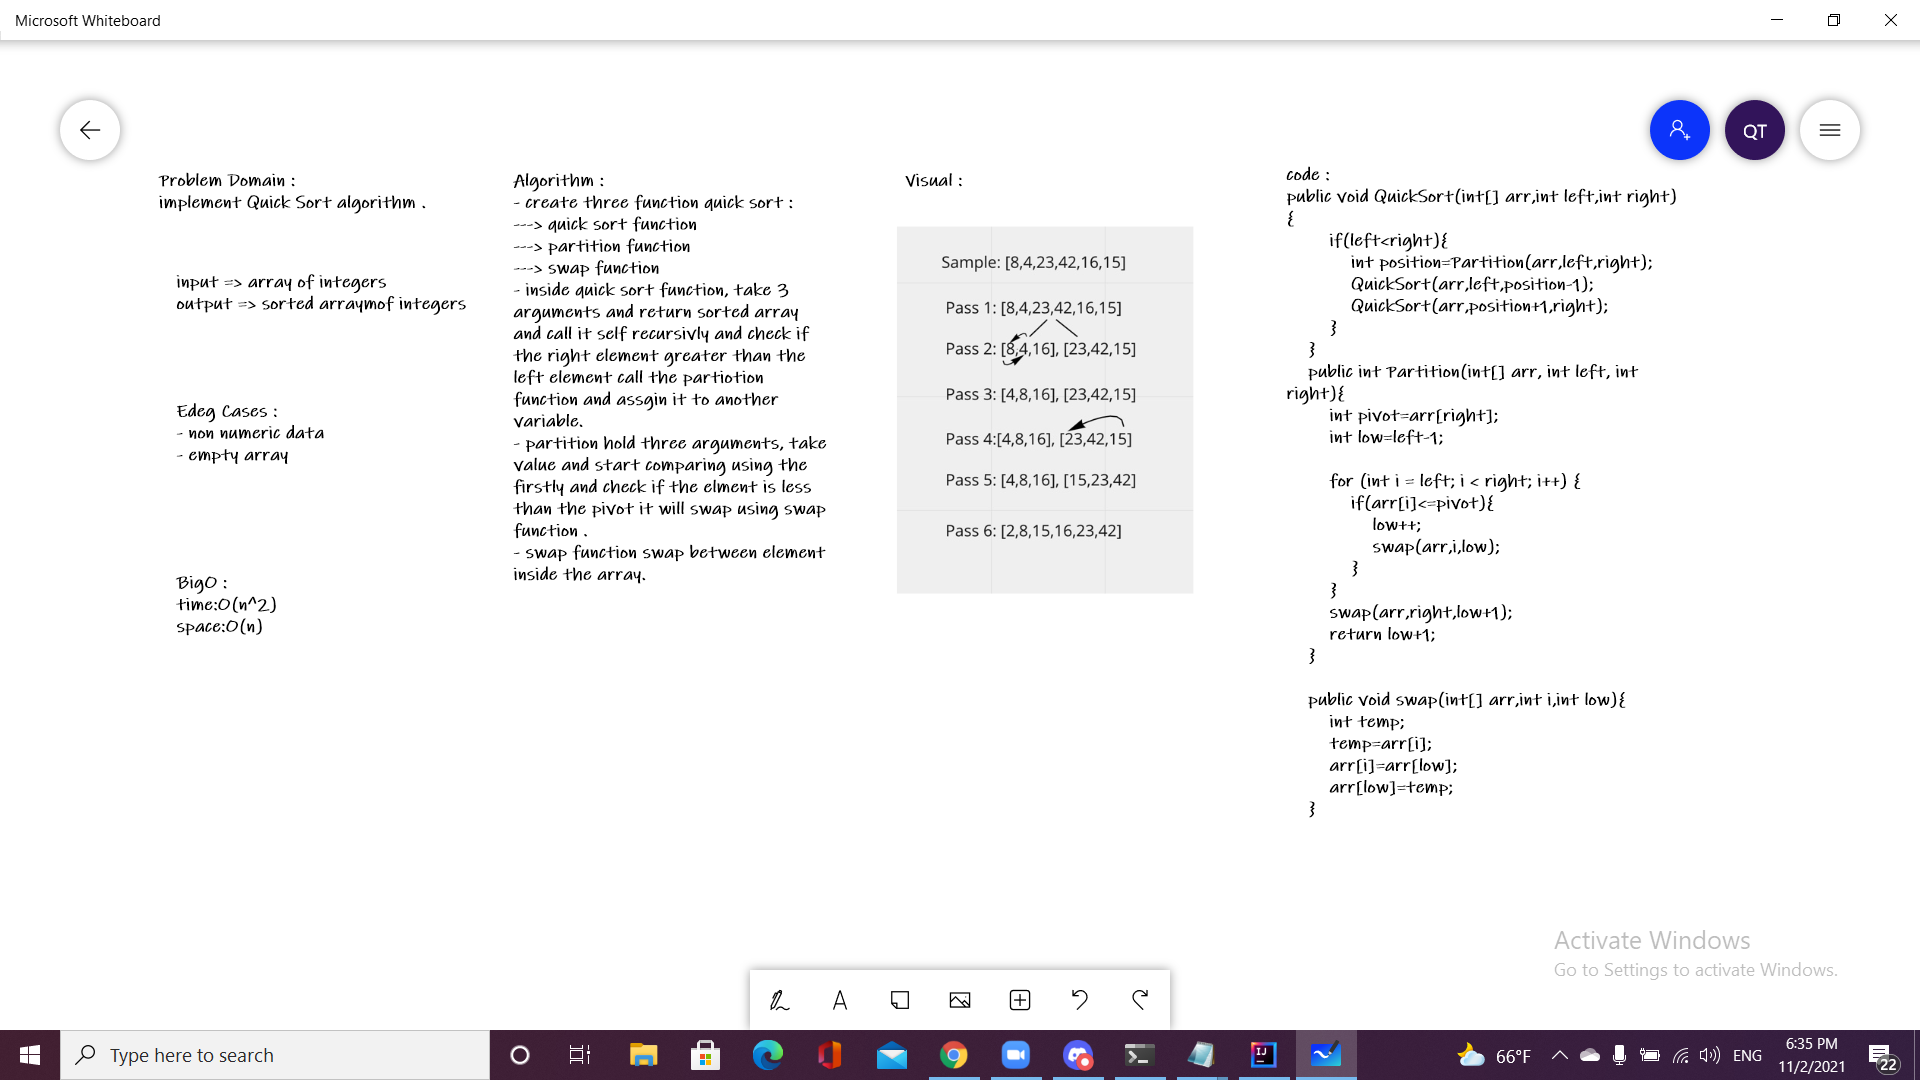 Microsoft Whiteboard
QT
Problem Domain :
implement Quick Sort algorithm .
input => array of integers
output => sorted arraymof integers
Edeg Cases :
- non numeric data
- empty array
BigO :
time:O(n^2)
space:O(n)
Algorithm :
- create three function quick sort :
---> quick sort function
---> partition function
---> swap function
- inside quick sort function, take 3
arguments and return sorted array
and call it self recursivly and check if
the right element greater than the
left element call the partiotion
function and assgin it to another
variable.
- partition hold three arguments, take
value and start comparing using the
firstly and check if the elment is less
than the pivot it will swap using swap
function .
- swap function swap between element
inside the array.
Visual :
Sample: [8,4,23,42,16,15]
Pass 1: [8,4,23,42,16,15]
Pass 2: [8,4,16], [23,42,15]
Pass 3: [4,8,16], [23,42,15]
Pass 4:[4,8,16], [23,42,15]
Pass 5: [4,8,16], [15,23,42]
Pass 6: [2,8,15,16,23,42]
code :
public void QuickSort(int[] arr,int left,int right)
{
if(left<right){
int position=Partition(arr,left,right);
QuickSort(arr,left,position-1);
QuickSort(arr,position+1,right);
}
}
public int Partition(int[] arr, int left, int
right){
int pivot=arr[right];
int low=left-1;
for (int i = left; i < right; i++) {
if(arr[i]<=pivot){
low++;
swap(arr,i,low);
}
}
swap(arr,right,low+1);
return low+1;
}
public void swap(int[] arr,int i,int low){
int temp;
temp=arr[i];
arr[i]=arr[low];
arr[low]=temp;
}
Activate Windows
Go to Settings to activate Windows.
Type here to search
IJ
66°F
ENG
6:35 PM
11/2/2021
22